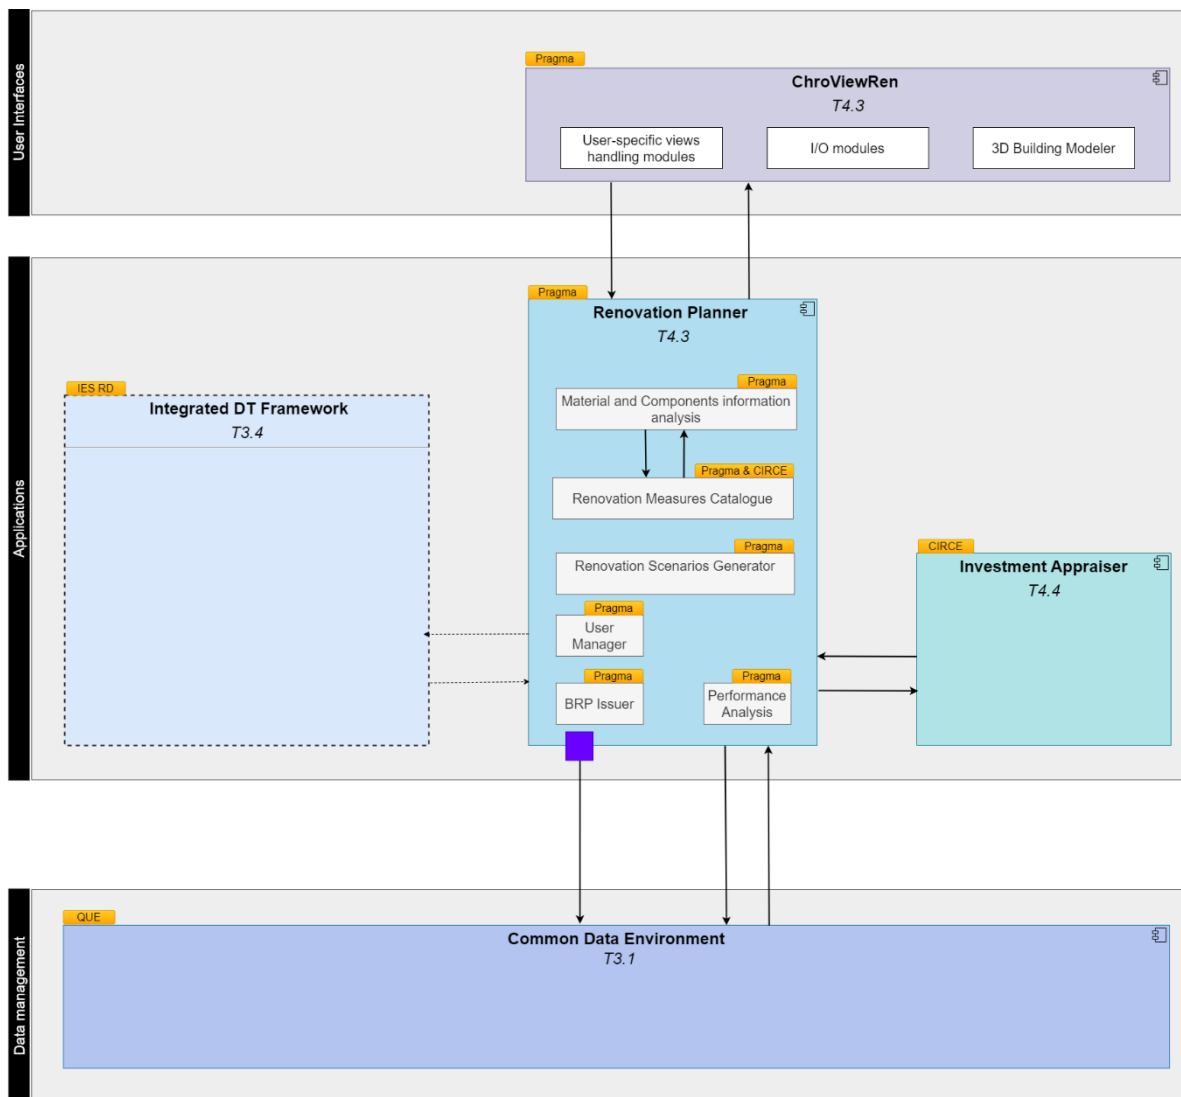 User Interfaces
Pragma
ChroViewRen
T4.3
User-specific views
handling modules
I/O modules
3D Building Modeler
Applications
Pragma
Renovation Planner
T4.3
Pragma
Material and Components information
analysis
Pragma & CIRCE
Renovation Measures Catalogue
Pragma
Renovation Scenarios Generator
Pragma
User
Manager
Pragma
BRP Issuer
Pragma
Performance
Analysis
IES RD
Integrated DT Framework
T3.4
CIRCE
Investment Appraiser
T4.4
Data management
QUE
Common Data Environment
T3.1